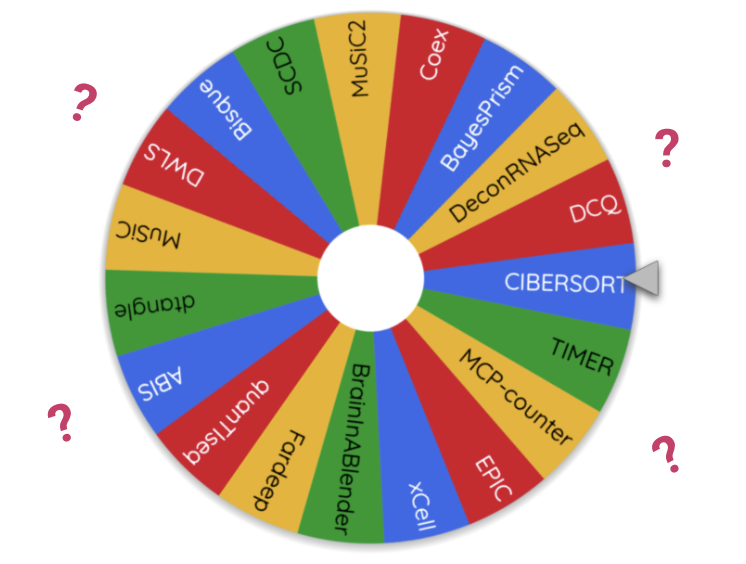 MuSiC2
Coex
BayesPrism
DeconRNASeq
DCQ
CIBERSORT
TIMER
MCP-counter
EPIC
xCell
BrainInABlender
Fardeep
quanTIseq
ABIS
dtangle
MuSiC
DWLS
Bisque
SCDC
?
?
?
?